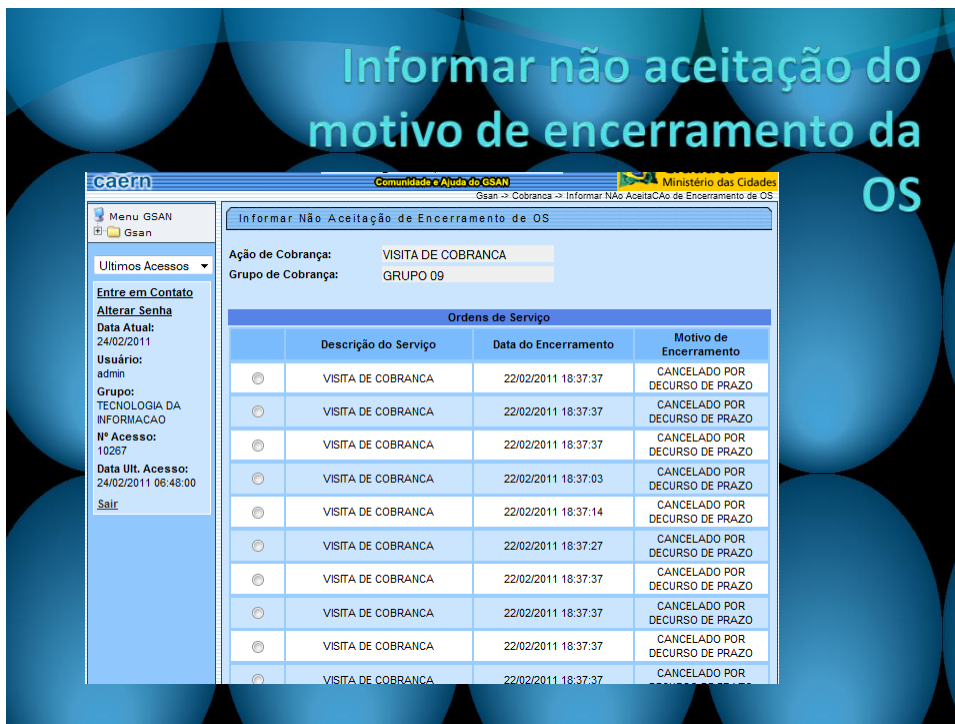 Informar não aceitação do
motivo de encerramento da
OS
caern
Comunidade e Ajuda do GSAN
Ministério das Cidades
Gsan -> Cobranca -> Informar NAo AceitaCAo de Encerramento de OS
Menu GSAN
Gsan
Ultimos Acessos
Entre em Contato
Alterar Senha
Data Atual:
24/02/2011
Usuário:
admin
Grupo:
TECNOLOGIA DA
INFORMACAO
Nº Acesso:
10267
Data Ult. Acesso:
24/02/2011 06:48:00
Sair
Informar Não Aceitação de Encerramento de OS
Ação de Cobrança: VISITA DE COBRANCA
Grupo de Cobrança: GRUPO 09
Ordens de Serviço
Descrição do Serviço Data do Encerramento Motivo de
Encerramento
VISITA DE COBRANCA 22/02/2011 18:37:37 CANCELADO POR
DECURSO DE PRAZO
VISITA DE COBRANCA 22/02/2011 18:37:37 CANCELADO POR
DECURSO DE PRAZO
VISITA DE COBRANCA 22/02/2011 18:37:37 CANCELADO POR
DECURSO DE PRAZO
VISITA DE COBRANCA 22/02/2011 18:37:03 CANCELADO POR
DECURSO DE PRAZO
VISITA DE COBRANCA 22/02/2011 18:37:14 CANCELADO POR
DECURSO DE PRAZO
VISITA DE COBRANCA 22/02/2011 18:37:27 CANCELADO POR
DECURSO DE PRAZO
VISITA DE COBRANCA 22/02/2011 18:37:37 CANCELADO POR
DECURSO DE PRAZO
VISITA DE COBRANCA 22/02/2011 18:37:37 CANCELADO POR
DECURSO DE PRAZO
VISITA DE COBRANCA 22/02/2011 18:37:37 CANCELADO POR
DECURSO DE PRAZO
VISITA DE COBRANCA 22/02/2011 18:37:37 CANCELADO POR